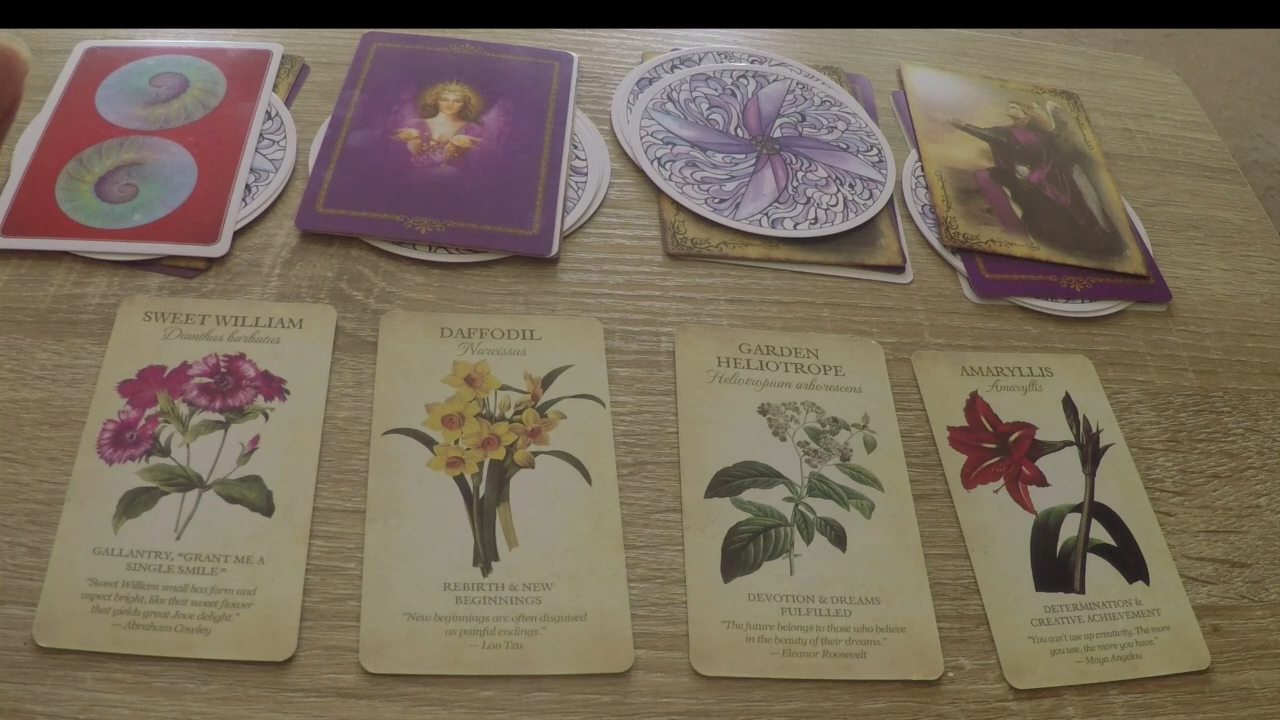 SWEET WILLIAM
Dianthus barbatus
GALLANTRY, "GRANT ME A
SINGLE SMILE"
"Sweet William small has form and
aspect bright, like that sweet flower
that yields great Jove delight."
— Abraham Cowley
DAFFODIL
Narcissus
REBIRTH & NEW
BEGINNINGS
"New beginnings are often disguised
as painful endings."
— Lao Tzu
GARDEN
HELIOTROPE
Heliotropium arborescens
DEVOTION & DREAMS
FULFILLED
"The future belongs to those who believe
in the beauty of their dreams."
— Eleanor Roosevelt
AMARYLLIS
Amaryllis
DETERMINATION &
CREATIVE ACHIEVEMENT
"You can't use up creativity. The more
you use, the more you have."
— Maya Angelou